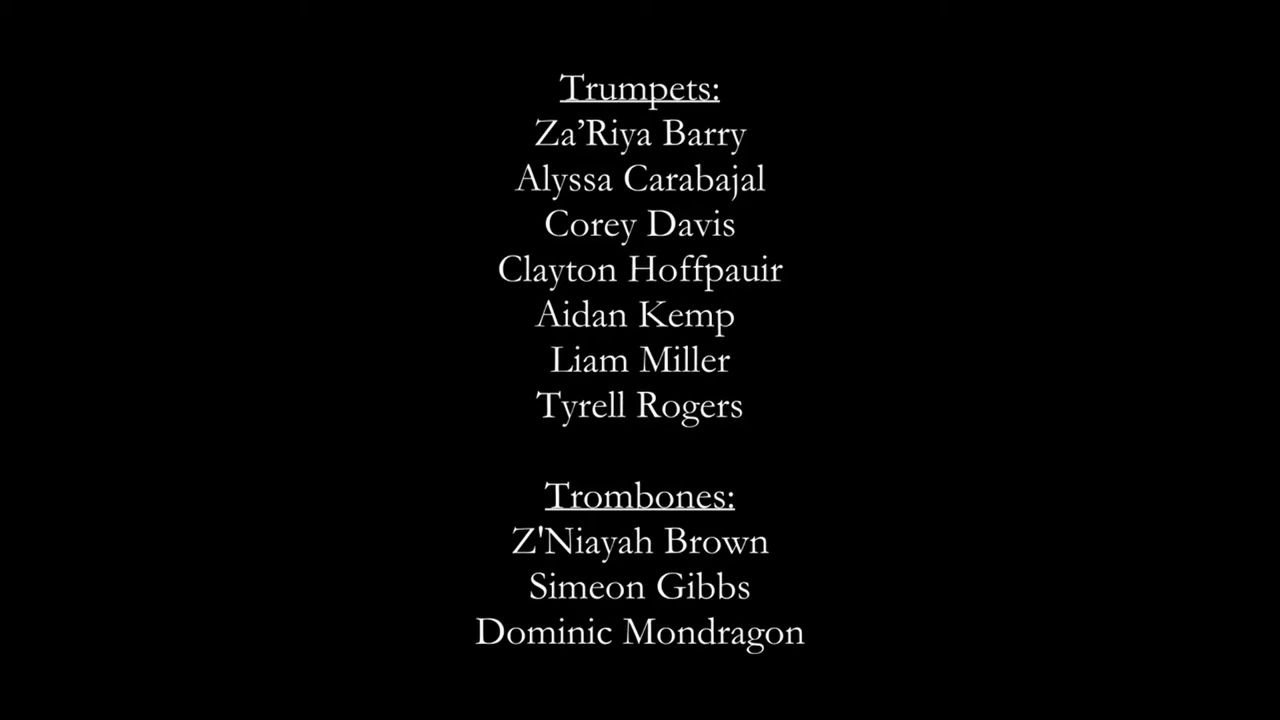 Trumpets:
Za’Riya Barry
Alyssa Carabajal
Corey Davis
Clayton Hoffpauir
Aidan Kemp
Liam Miller
Tyrell Rogers
Trombones:
Z'Niayah Brown
Simeon Gibbs
Dominic Mondragon